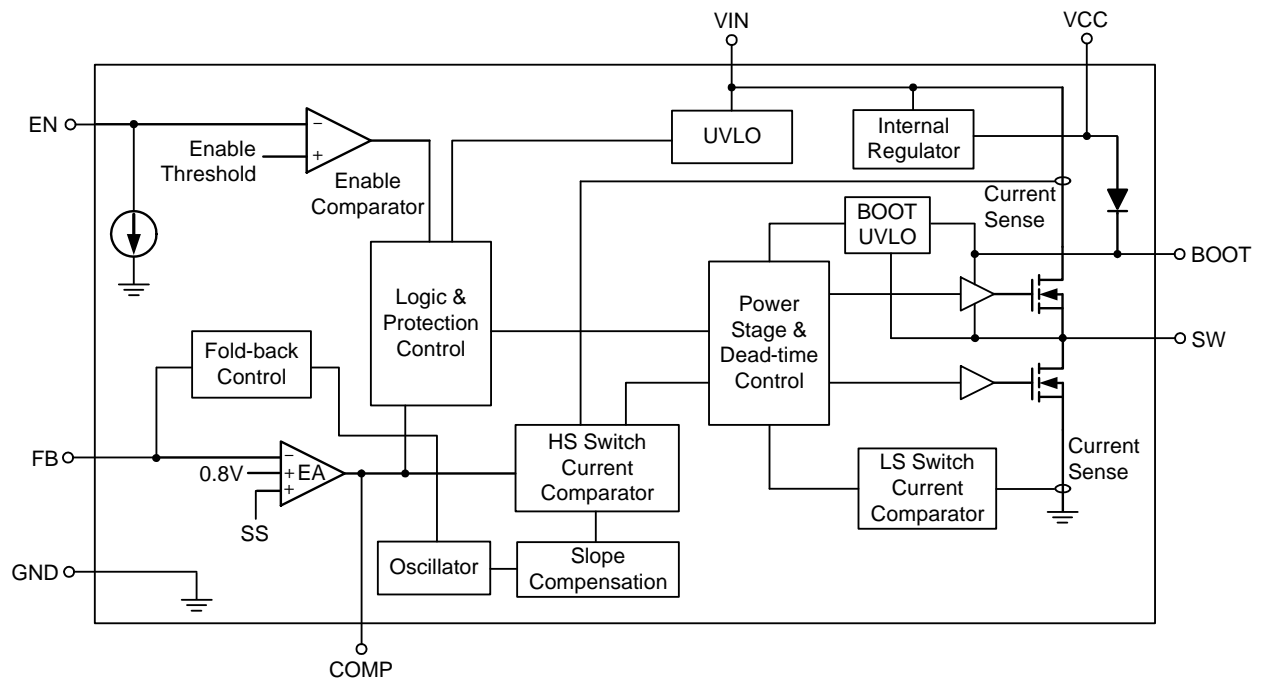 VIN
VCC
EN
Enable
Threshold
−
+
Enable
Comparator
UVLO
Internal
Regulator
Current
Sense
BOOT
UVLO
BOOT
Logic &
Protection
Control
Power
Stage &
Dead-time
Control
SW
Fold-back
Control
FB
0.8V
−
+
+
EA
SS
HS Switch
Current
Comparator
LS Switch
Current
Comparator
Current
Sense
GND
Oscillator
Slope
Compensation
COMP